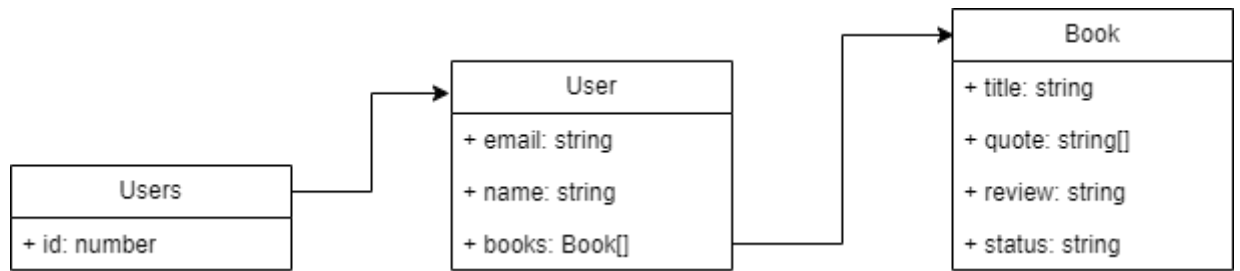 Users
+ id: number
User
+ email: string
+ name: string
+ books: Book[]
Book
+ title: string
+ quote: string[]
+ review: string
+ status: string